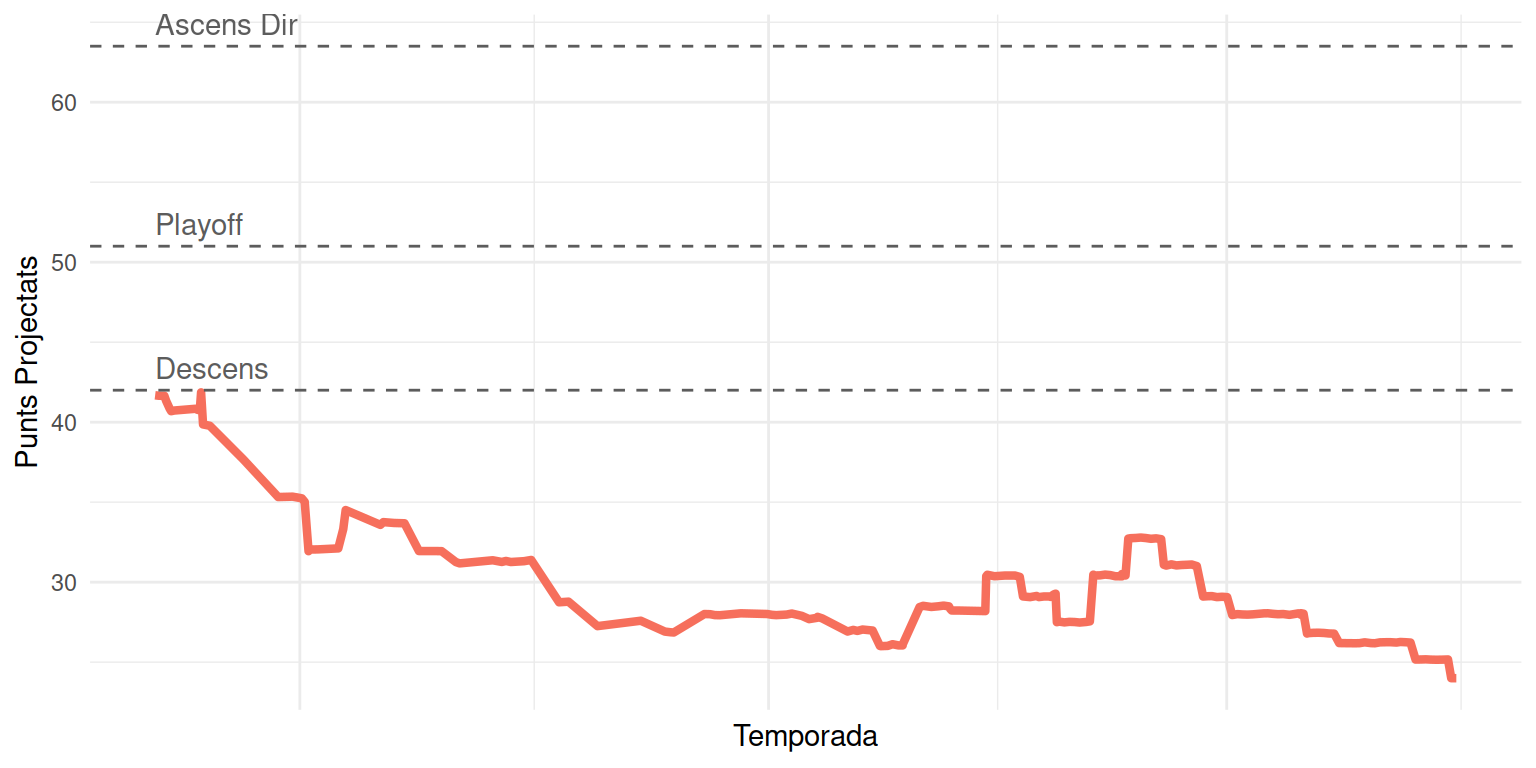 Ascens Dir
60
Playoff
50
Descens
40
30
Punts Projectats
Temporada